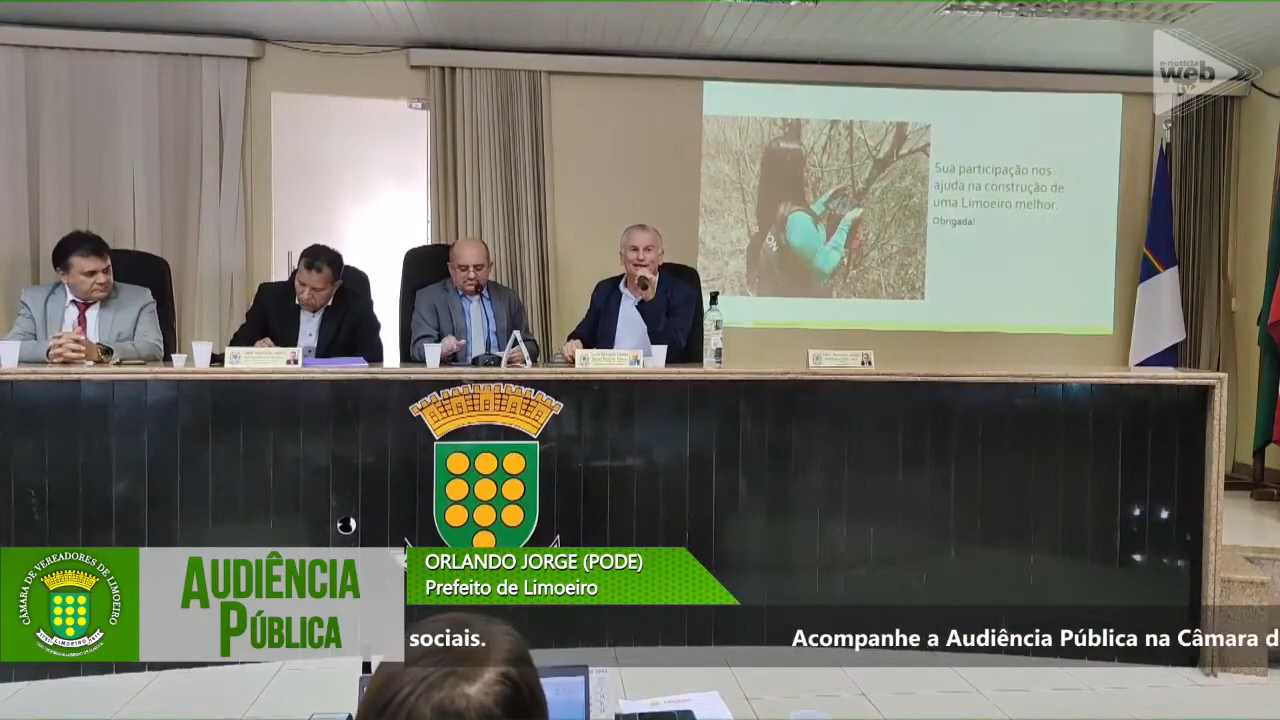 e-notícia
web
tv
Sua participação nos
ajuda na construção de
uma Limoeiro melhor.
Obrigada!
CÂMARA DE VEREADORES DE LIMOEIRO
LIMOEIRO
AUDIÊNCIA
PÚBLICA
ORLANDO JORGE (PODE)
Prefeito de Limoeiro
sociais.
Acompanhe a Audiência Pública na Câmara d